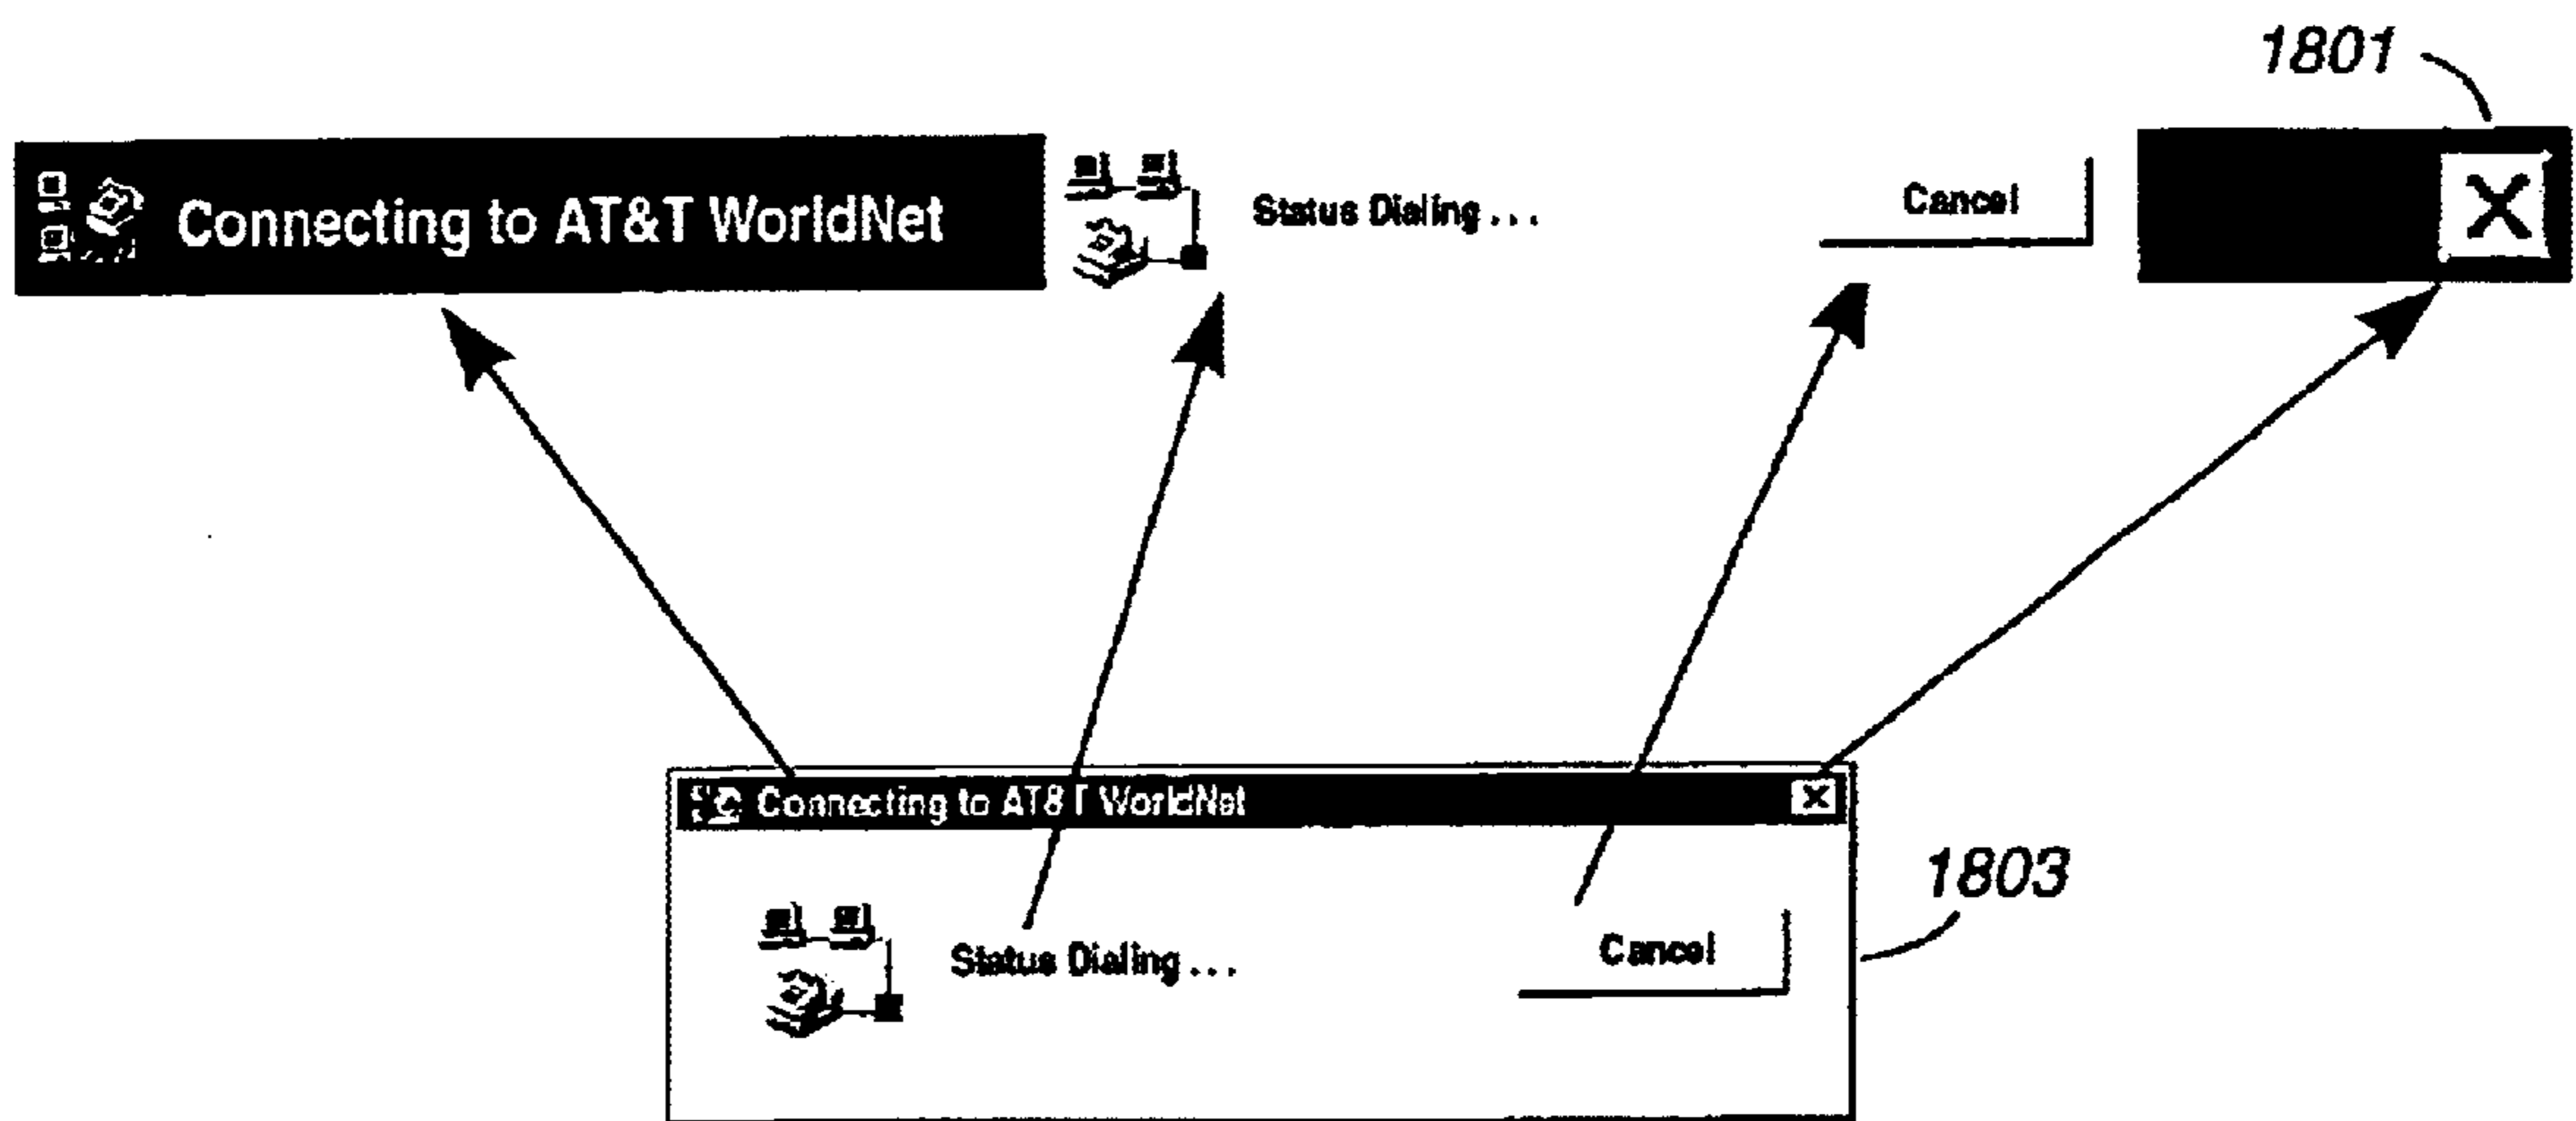 1801
Connecting to AT&T WorldNet Status Dialing... Cancel X
Connecting to AT&T WorldNet X
1803
Status Dialing... Cancel